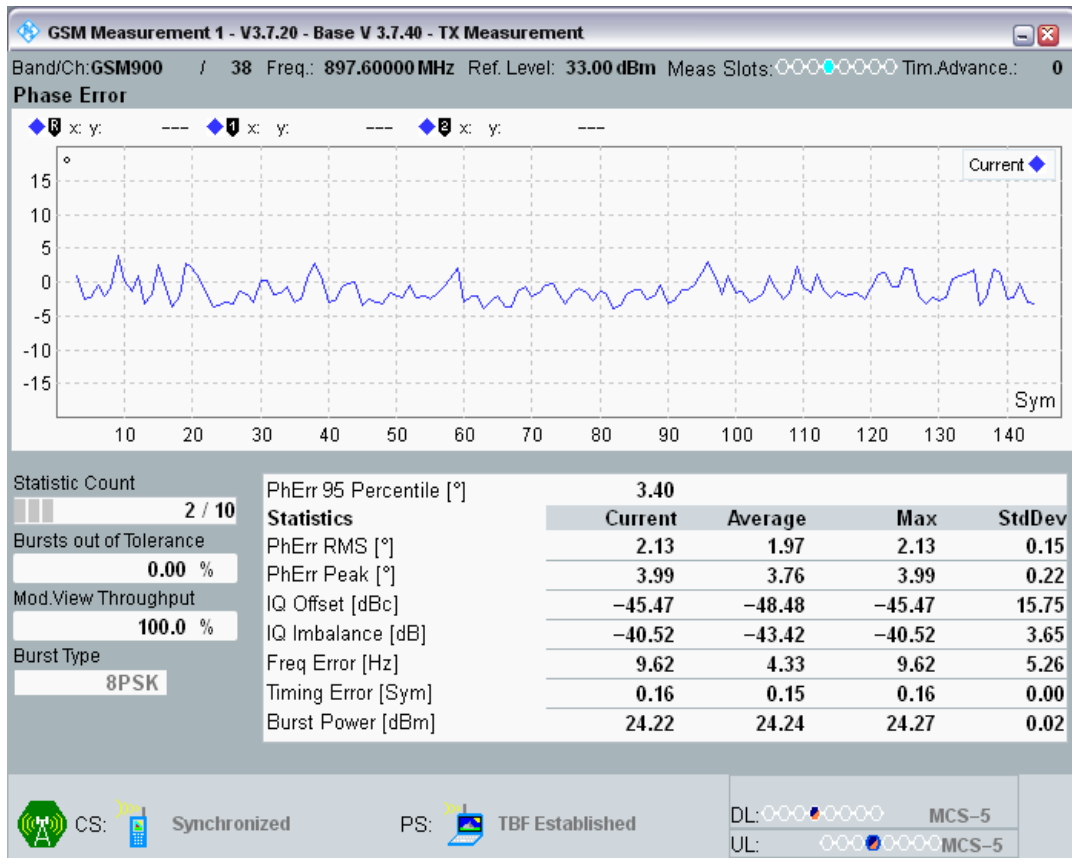 GSM Measurement 1 - V3.7.20 - Base V 3.7.40 - TX Measurement
Band/Ch:GSM900 / 38 Freq.: 897.60000 MHz Ref. Level: 33.00 dBm Meas Slots: Tim.Advance.: 0
Phase Error
R x: y: --- 1 x: y: --- 2 x: y: ---
°
Current
15
10
5
0
-5
-10
-15
Sym
10 20 30 40 50 60 70 80 90 100 110 120 130 140
Statistic Count
2 / 10
Bursts out of Tolerance
0.00 %
Mod.View Throughput
100.0 %
Burst Type
8PSK
PhErr 95 Percentile [°] 3.40
Statistics Current Average Max StdDev
PhErr RMS [°] 2.13 1.97 2.13 0.15
PhErr Peak [°] 3.99 3.76 3.99 0.22
IQ Offset [dBc] −45.47 −48.48 −45.47 15.75
IQ Imbalance [dB] −40.52 −43.42 −40.52 3.65
Freq Error [Hz] 9.62 4.33 9.62 5.26
Timing Error [Sym] 0.16 0.15 0.16 0.00
Burst Power [dBm] 24.22 24.24 24.27 0.02
CS: Synchronized PS: TBF Established
DL: MCS−5
UL: MCS−5